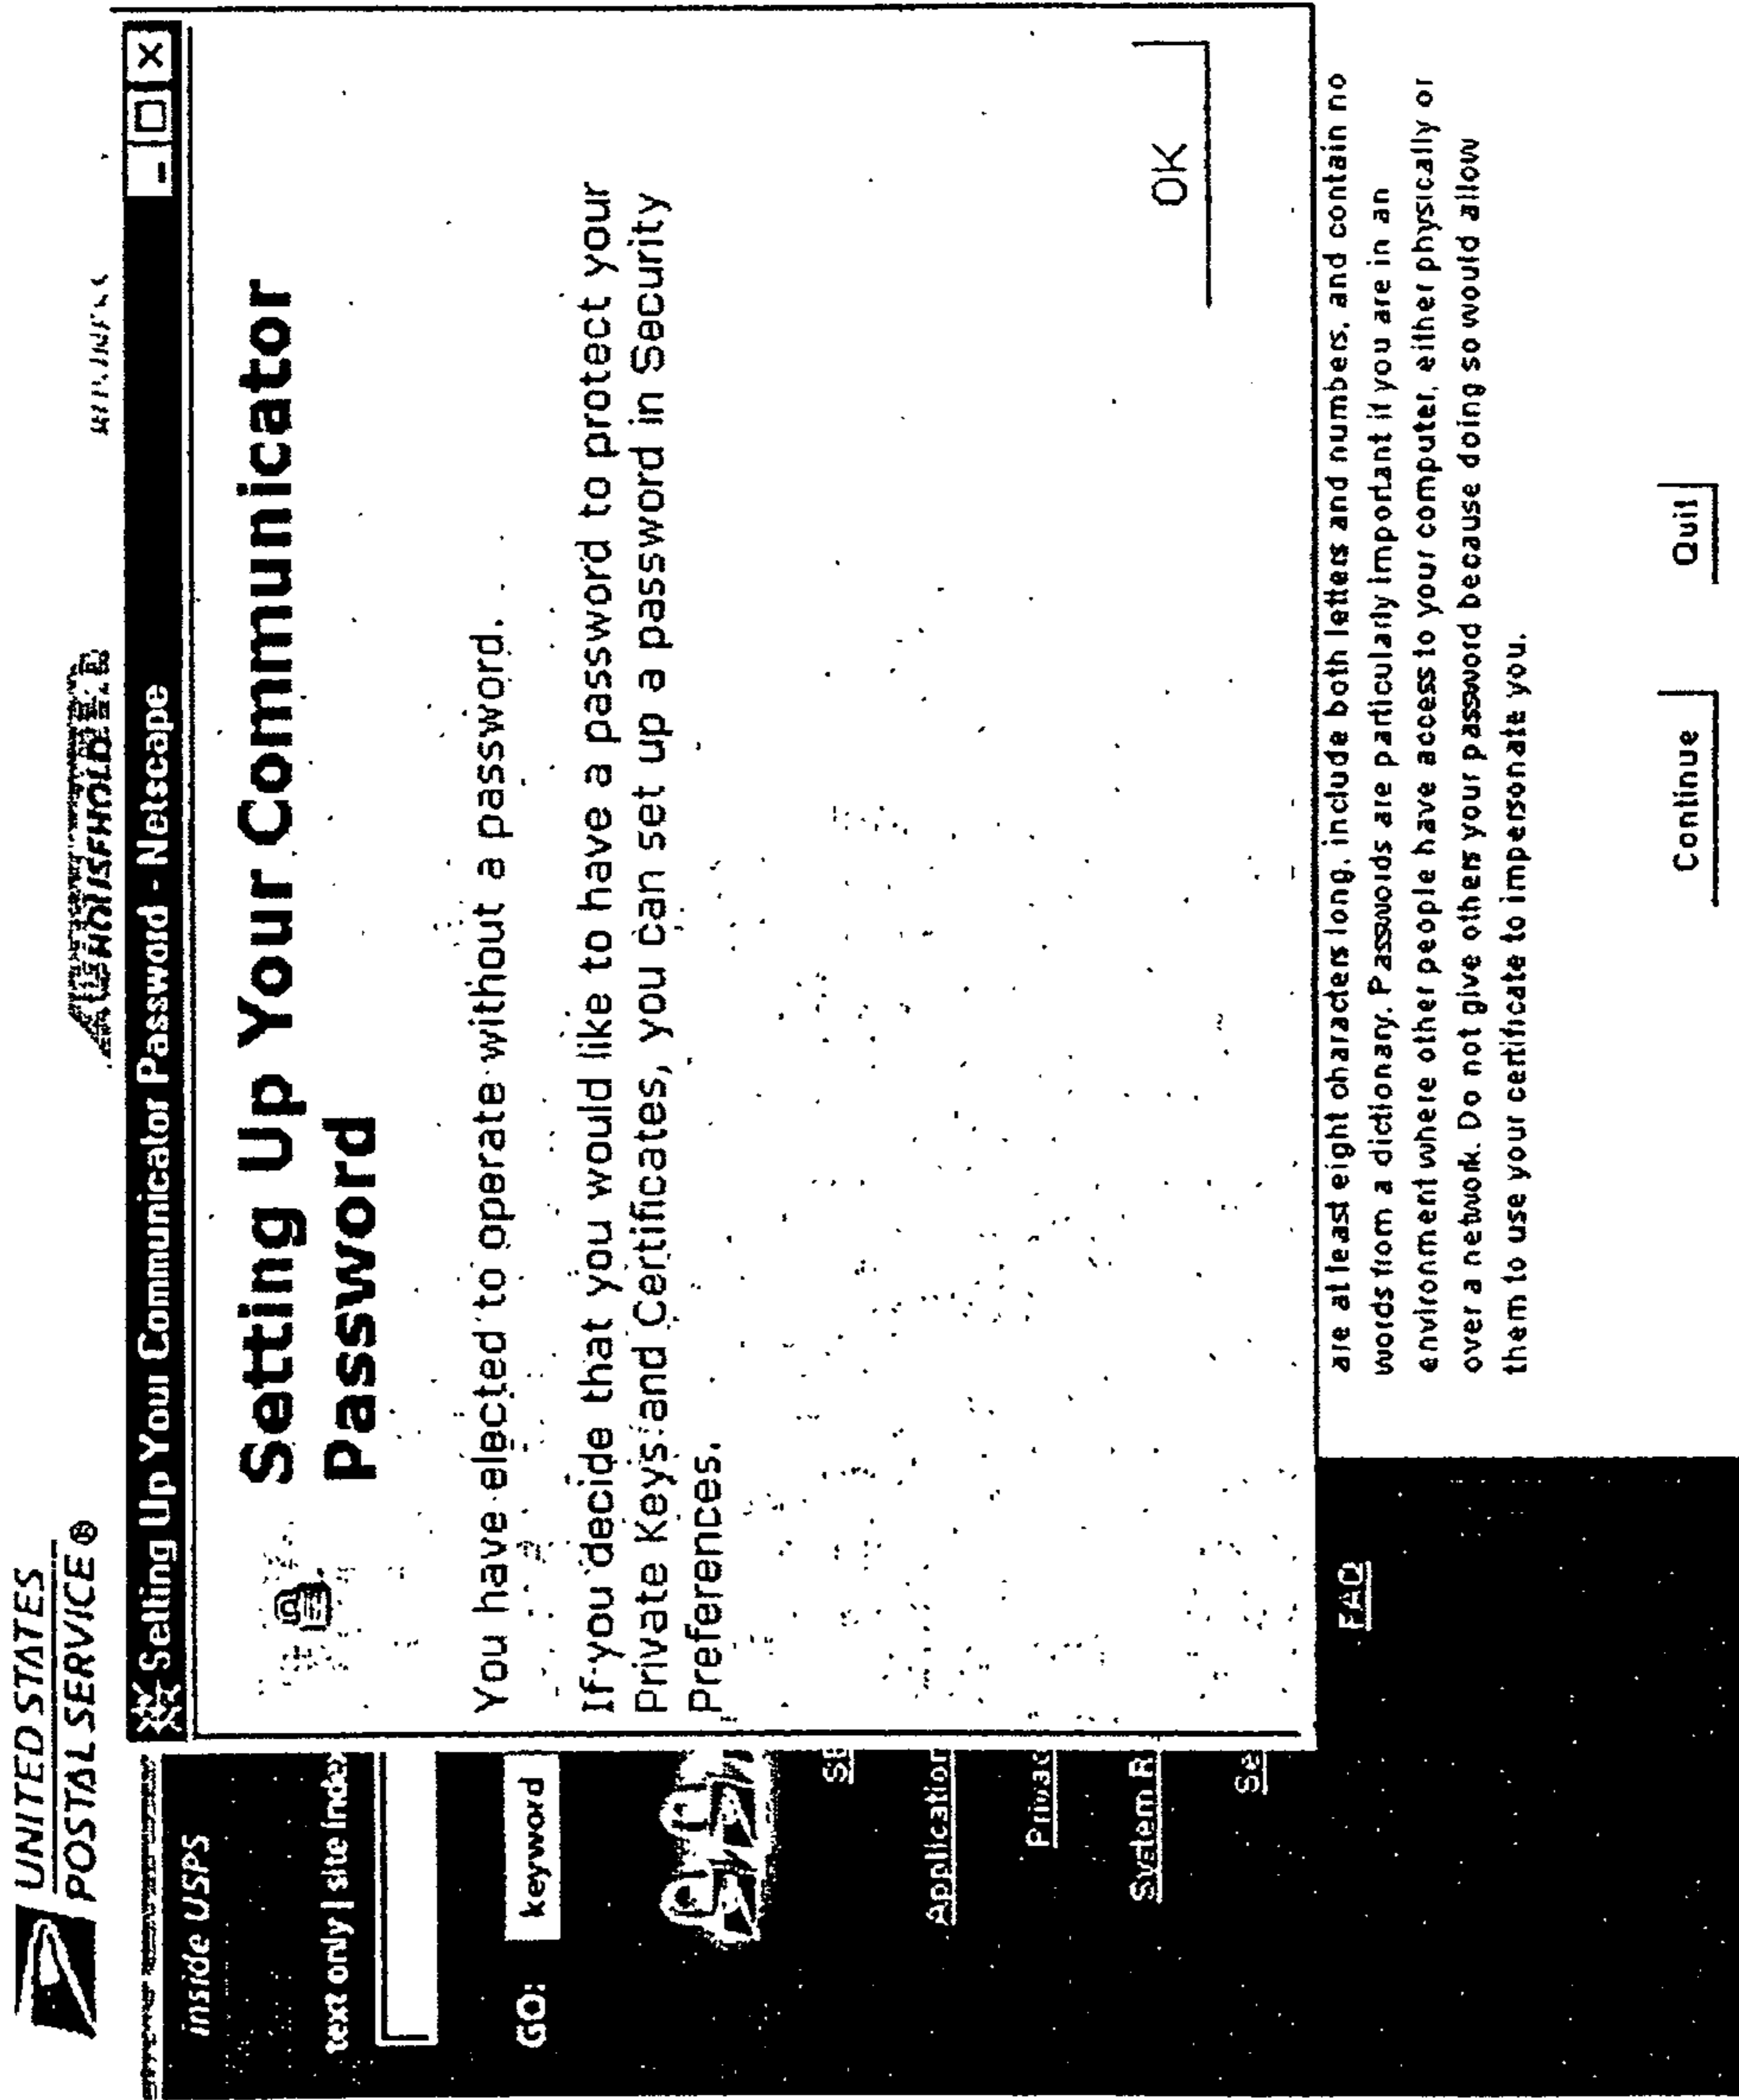 UNITED STATES
POSTAL SERVICE®
HOUSEHOLD
BUSINESS
Setting Up Your Communicator Password - Netscape
inside USPS
text only | site index
GO: keyword
Setting Up Your Communicator
Password
You have elected to operate without a password.
If you decide that you would like to have a password to protect your
Private Keys and Certificates, you can set up a password in Security
Preferences.
OK
Application
Privac
System R
Se
FAQ
are at least eight characters long, include both letters and numbers, and contain no
words from a dictionary. Passwords are particularly important if you are in an
environment where other people have access to your computer, either physically or
over a network. Do not give others your password because doing so would allow
them to use your certificate to impersonate you.
Continue
Quit